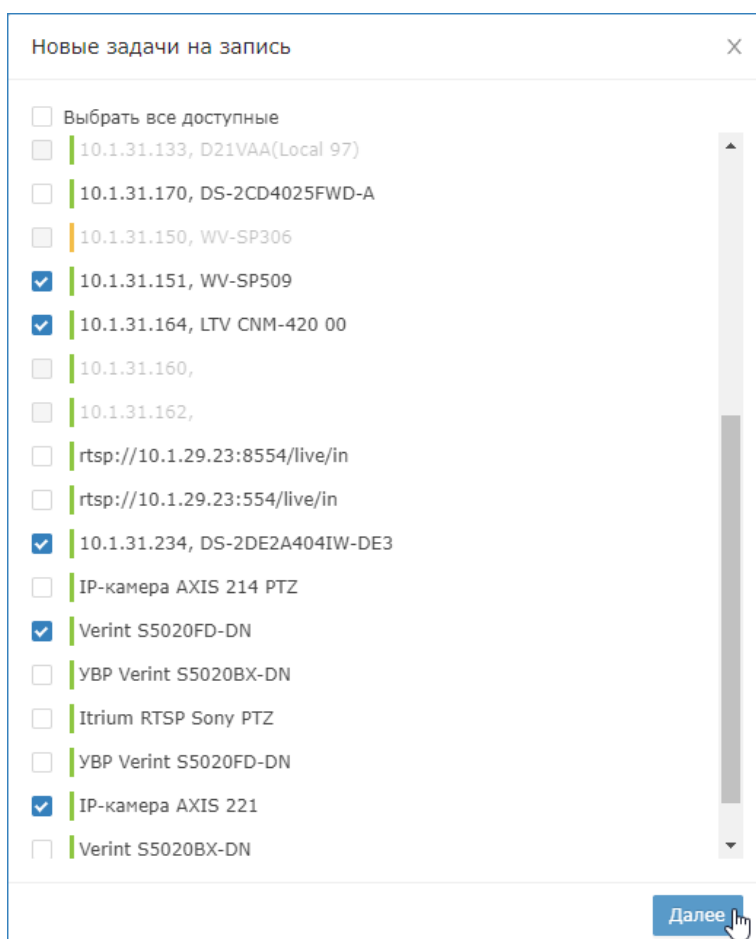 Новые задачи на запись
Выбрать все доступные
10.1.31.133, D21VAA(Local 97)
10.1.31.170, DS-2CD4025FWD-A
10.1.31.150, WV-SP306
10.1.31.151, WV-SP509
10.1.31.164, LTV CNM-420 00
10.1.31.160,
10.1.31.162,
rtsp://10.1.29.23:8554/live/in
rtsp://10.1.29.23:554/live/in
10.1.31.234, DS-2DE2A404IW-DE3
IP-камера AXIS 214 PTZ
Verint S5020FD-DN
УВР Verint S5020BX-DN
Itrium RTSP Sony PTZ
УВР Verint S5020FD-DN
IP-камера AXIS 221
Verint S5020BX-DN
Далее